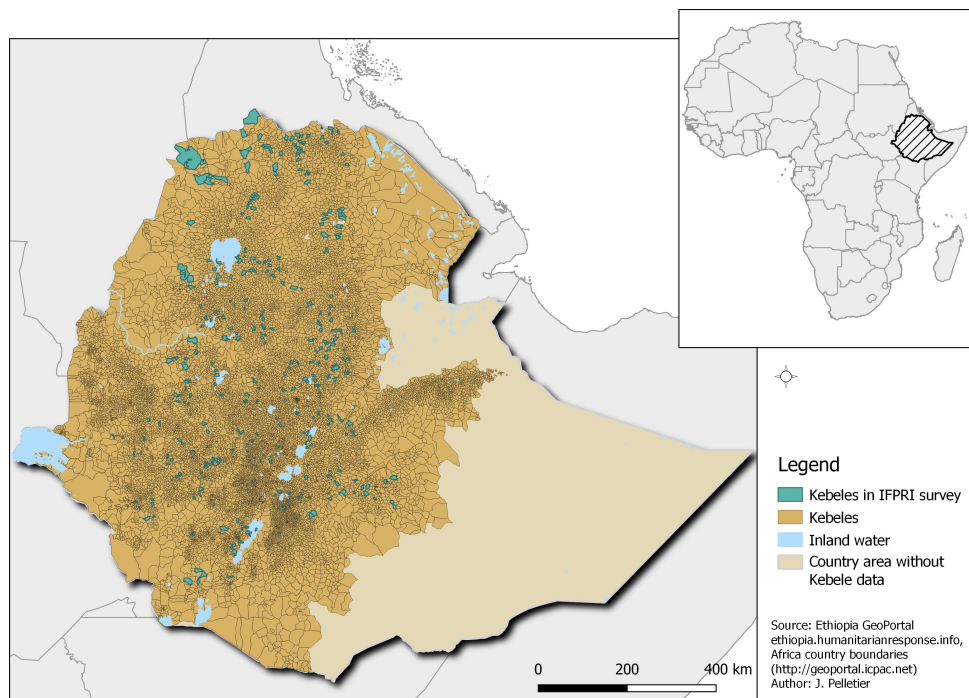 Legend
Kebeles in IFPRI survey
Kebeles
Inland water
Country area without
Kebele data
Source: Ethiopia GeoPortal
ethiopia.humanitarianresponse.info,
Africa country boundaries
(http://geoportal.icpac.net)
Author: J. Pelletier
0 200 400 km